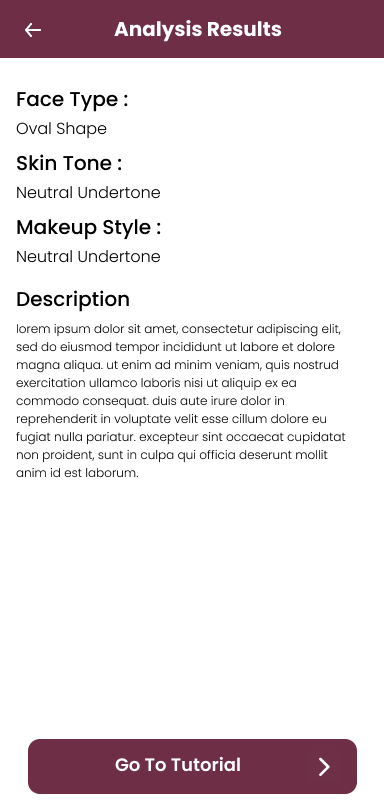 Analysis Results
Face Type :
Oval Shape
Skin Tone :
Neutral Undertone
Makeup Style :
Neutral Undertone
Description
lorem ipsum dolor sit amet, consectetur adipiscing elit,
sed do eiusmod tempor incididunt ut labore et dolore
magna aliqua. ut enim ad minim veniam, quis nostrud
exercitation ullamco laboris nisi ut aliquip ex ea
commodo consequat. duis aute irure dolor in
reprehenderit in voluptate velit esse cillum dolore eu
fugiat nulla pariatur. excepteur sint occaecat cupidatat
non proident, sunt in culpa qui officia deserunt mollit
anim id est laborum.
Go To Tutorial